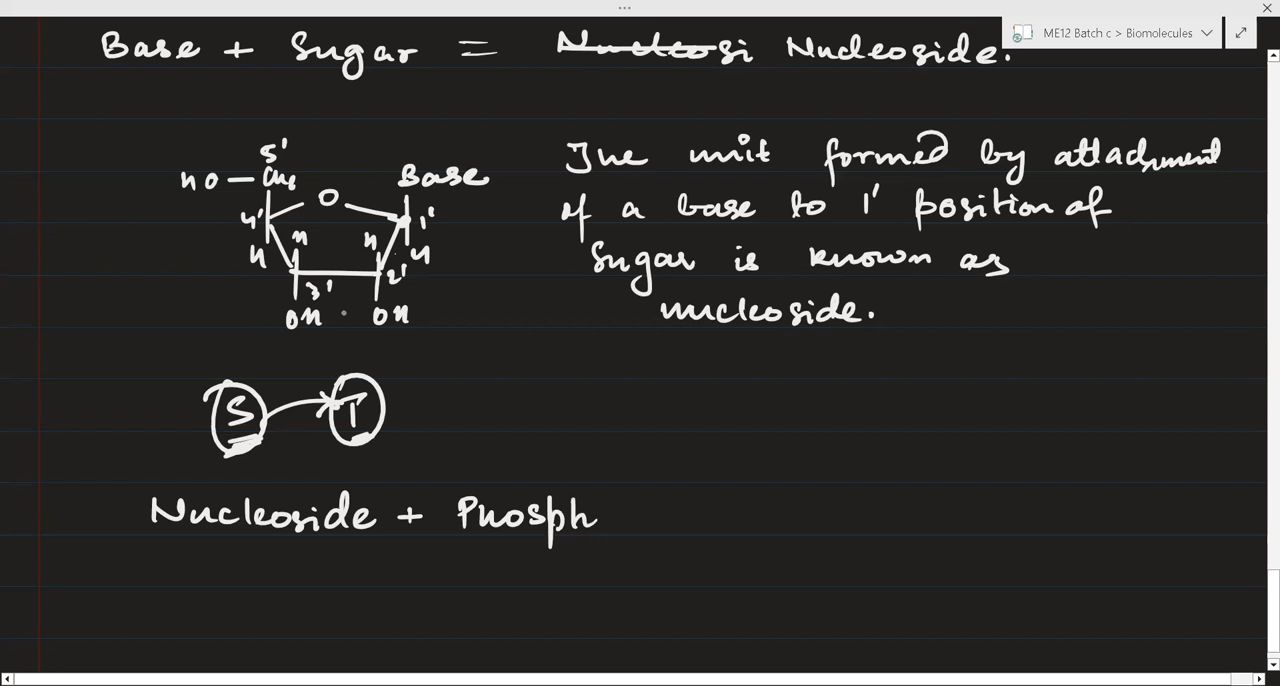 ME12 Batch c > Biomolecules
Base + Sugar = Nucleosi Nucleoside.
The unit formed by attachment
of a base to 1' position of
Sugar is known as
nucleoside.
5'
HO — CH2 Base
O
4' 1'
H H H H
3' 2'
OH OH
S T
Nucleoside + Phosph